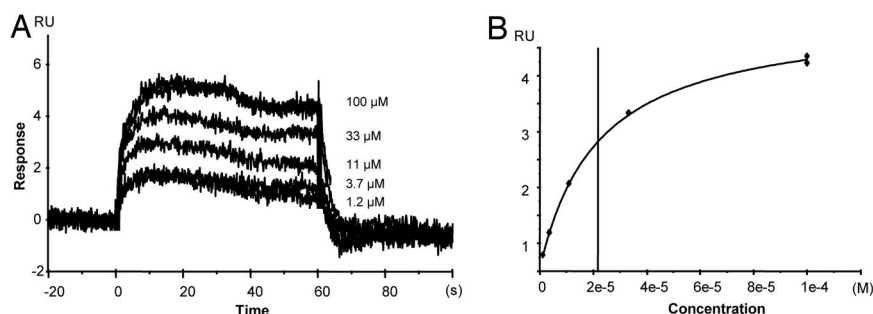 A
RU
6
4
2
0
-2
Response
100 µM
33 µM
11 µM
3.7 µM
1.2 µM
-20 0 20 40 60 80 (s)
Time
B
RU
4
3
2
1
0 2e-5 4e-5 6e-5 8e-5 1e-4 (M)
Concentration